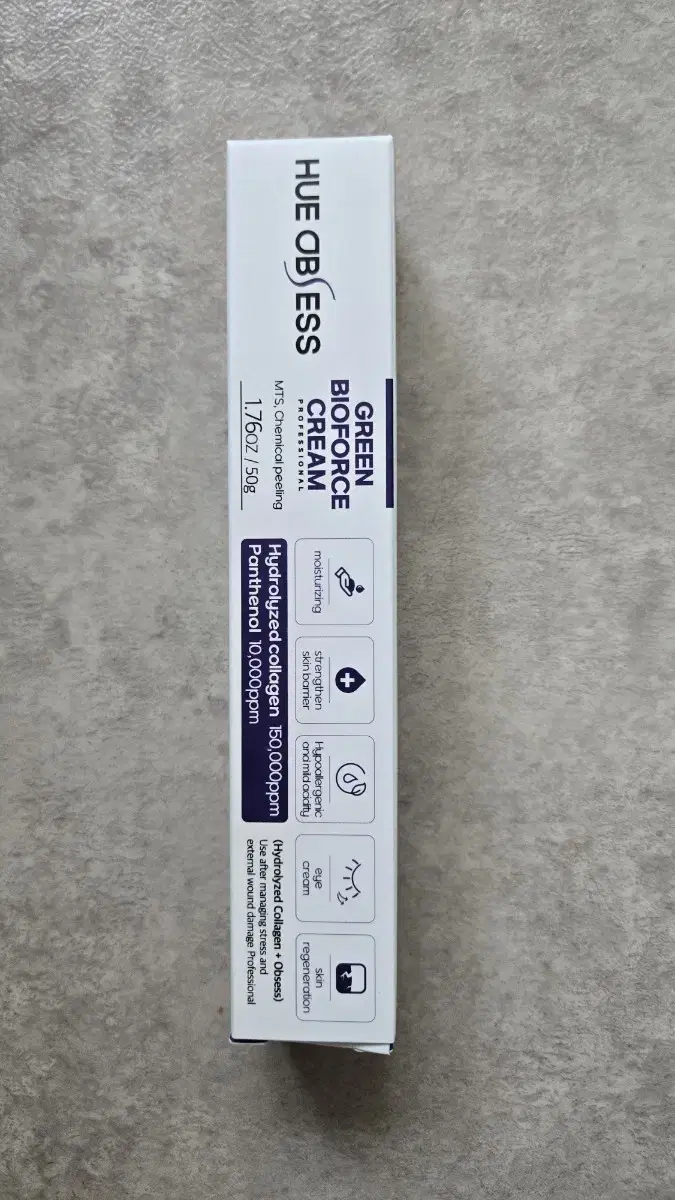 HUE OBSESS
GREEN
BIOFORCE
CREAM
PROFESSIONAL
MTS, Chemical peeling
1.76OZ / 50g
moisturizing
strengthen
skin barrier
Hypoallergenic
and mild acidity
eye
cream
skin
regeneration
Hydrolyzed collagen 150,000ppm
Panthenol 10,000ppm
(Hydrolyzed Collagen + Obsess)
Use after managing stress and
external wound damage Professional